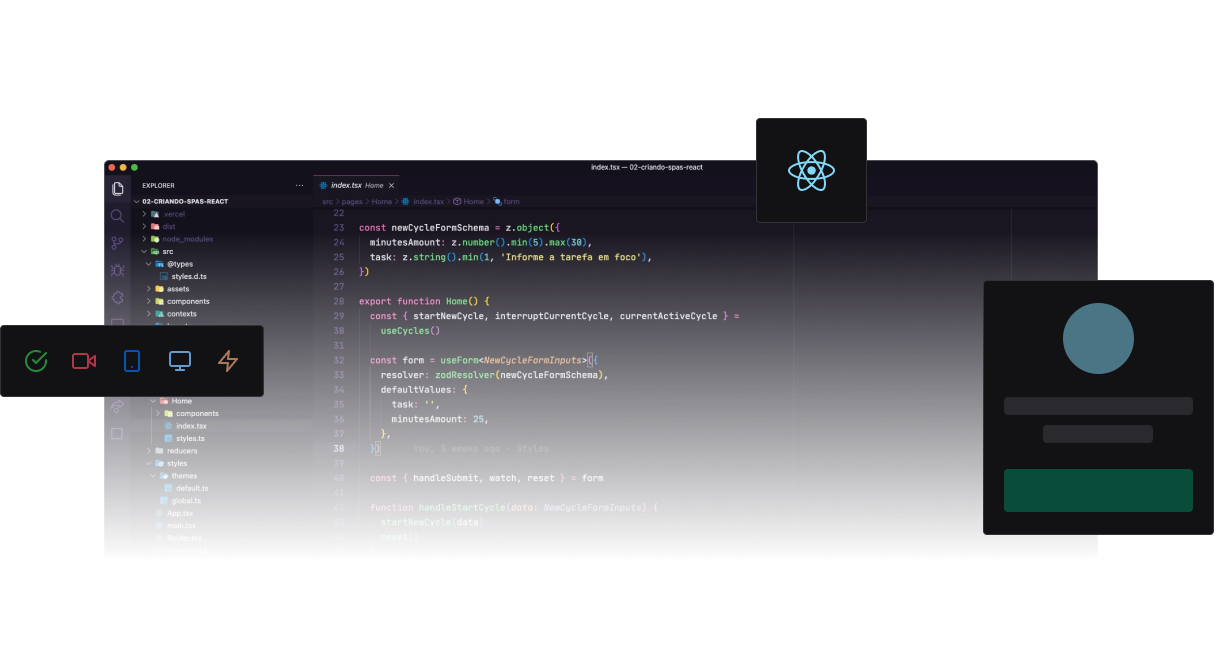 index.tsx — 02-criando-spas-react
EXPLORER
02-CRIANDO-SPAS-REACT
.vercel
dist
node_modules
src
@types
styles.d.ts
assets
components
contexts
Home
components
index.tsx
styles.ts
reducers
styles
themes
default.ts
global.ts
App.tsx
main.tsx
Router.tsx
index.tsx Home ×
src > pages > Home > index.tsx > Home > form
22
23 const newCycleFormSchema = z.object({
24 minutesAmount: z.number().min(5).max(30),
25 task: z.string().min(1, 'Informe a tarefa em foco'),
26 })
27
28 export function Home() {
29 const { startNewCycle, interruptCurrentCycle, currentActiveCycle } =
30 useCycles()
31
32 const form = useForm<NewCycleFormInputs>({
33 resolver: zodResolver(newCycleFormSchema),
34 defaultValues: {
35 task: '',
36 minutesAmount: 25,
37 },
38 }) You, 5 weeks ago • Styles
39
40 const { handleSubmit, watch, reset } = form
41
42 function handleStartCycle(data: NewCycleFormInputs) {
43 startNewCycle(data)
reset()